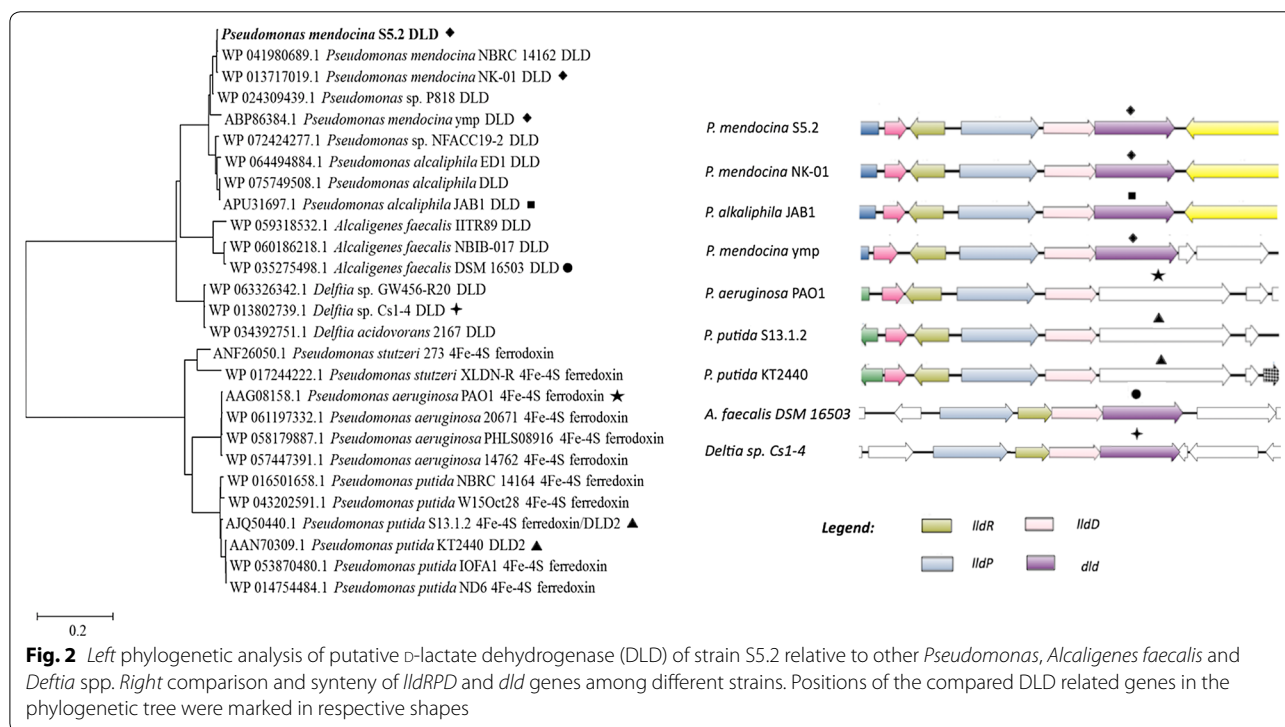 Pseudomonas mendocina S5.2 DLD ◆
WP 041980689.1 Pseudomonas mendocina NBRC 14162 DLD
WP 013717019.1 Pseudomonas mendocina NK-01 DLD ◆
WP 024309439.1 Pseudomonas sp. P818 DLD
ABP86384.1 Pseudomonas mendocina ymp DLD ◆
WP 072424277.1 Pseudomonas sp. NFACC19-2 DLD
WP 064494884.1 Pseudomonas alcaliphila ED1 DLD
WP 075749508.1 Pseudomonas alcaliphila DLD
APU31697.1 Pseudomonas alcaliphila JAB1 DLD ■
WP 059318532.1 Alcaligenes faecalis IITR89 DLD
WP 060186218.1 Alcaligenes faecalis NBIB-017 DLD
WP 035275498.1 Alcaligenes faecalis DSM 16503 DLD ●
WP 063326342.1 Delftia sp. GW456-R20 DLD
WP 013802739.1 Delftia sp. Cs1-4 DLD ✦
WP 034392751.1 Delftia acidovorans 2167 DLD
ANF26050.1 Pseudomonas stutzeri 273 4Fe-4S ferrodoxin
WP 017244222.1 Pseudomonas stutzeri XLDN-R 4Fe-4S ferredoxin
AAG08158.1 Pseudomonas aeruginosa PAO1 4Fe-4S ferrodoxin ★
WP 061197332.1 Pseudomonas aeruginosa 20671 4Fe-4S ferrodoxin
WP 058179887.1 Pseudomonas aeruginosa PHLS08916 4Fe-4S ferrodoxin
WP 057447391.1 Pseudomonas aeruginosa 14762 4Fe-4S ferrodoxin
WP 016501658.1 Pseudomonas putida NBRC 14164 4Fe-4S ferredoxin
WP 043202591.1 Pseudomonas putida W15Oct28 4Fe-4S ferredoxin
AJQ50440.1 Pseudomonas putida S13.1.2 4Fe-4S ferredoxin/DLD2 ▲
AAN70309.1 Pseudomonas putida KT2440 DLD2 ▲
WP 053870480.1 Pseudomonas putida IOFA1 4Fe-4S ferredoxin
WP 014754484.1 Pseudomonas putida ND6 4Fe-4S ferredoxin
0.2
P. mendocina S5.2
P. mendocina NK-01
P. alkaliphila JAB1
P. mendocina ymp
P. aeruginosa PAO1
P. putida S13.1.2
P. putida KT2440
A. faecalis DSM 16503
Deltia sp. Cs1-4
Legend:
lldR lldD
lldP dld
Fig. 2 Left phylogenetic analysis of putative D-lactate dehydrogenase (DLD) of strain S5.2 relative to other Pseudomonas, Alcaligenes faecalis and
Deftia spp. Right comparison and synteny of lldRPD and dld genes among different strains. Positions of the compared DLD related genes in the
phylogenetic tree were marked in respective shapes